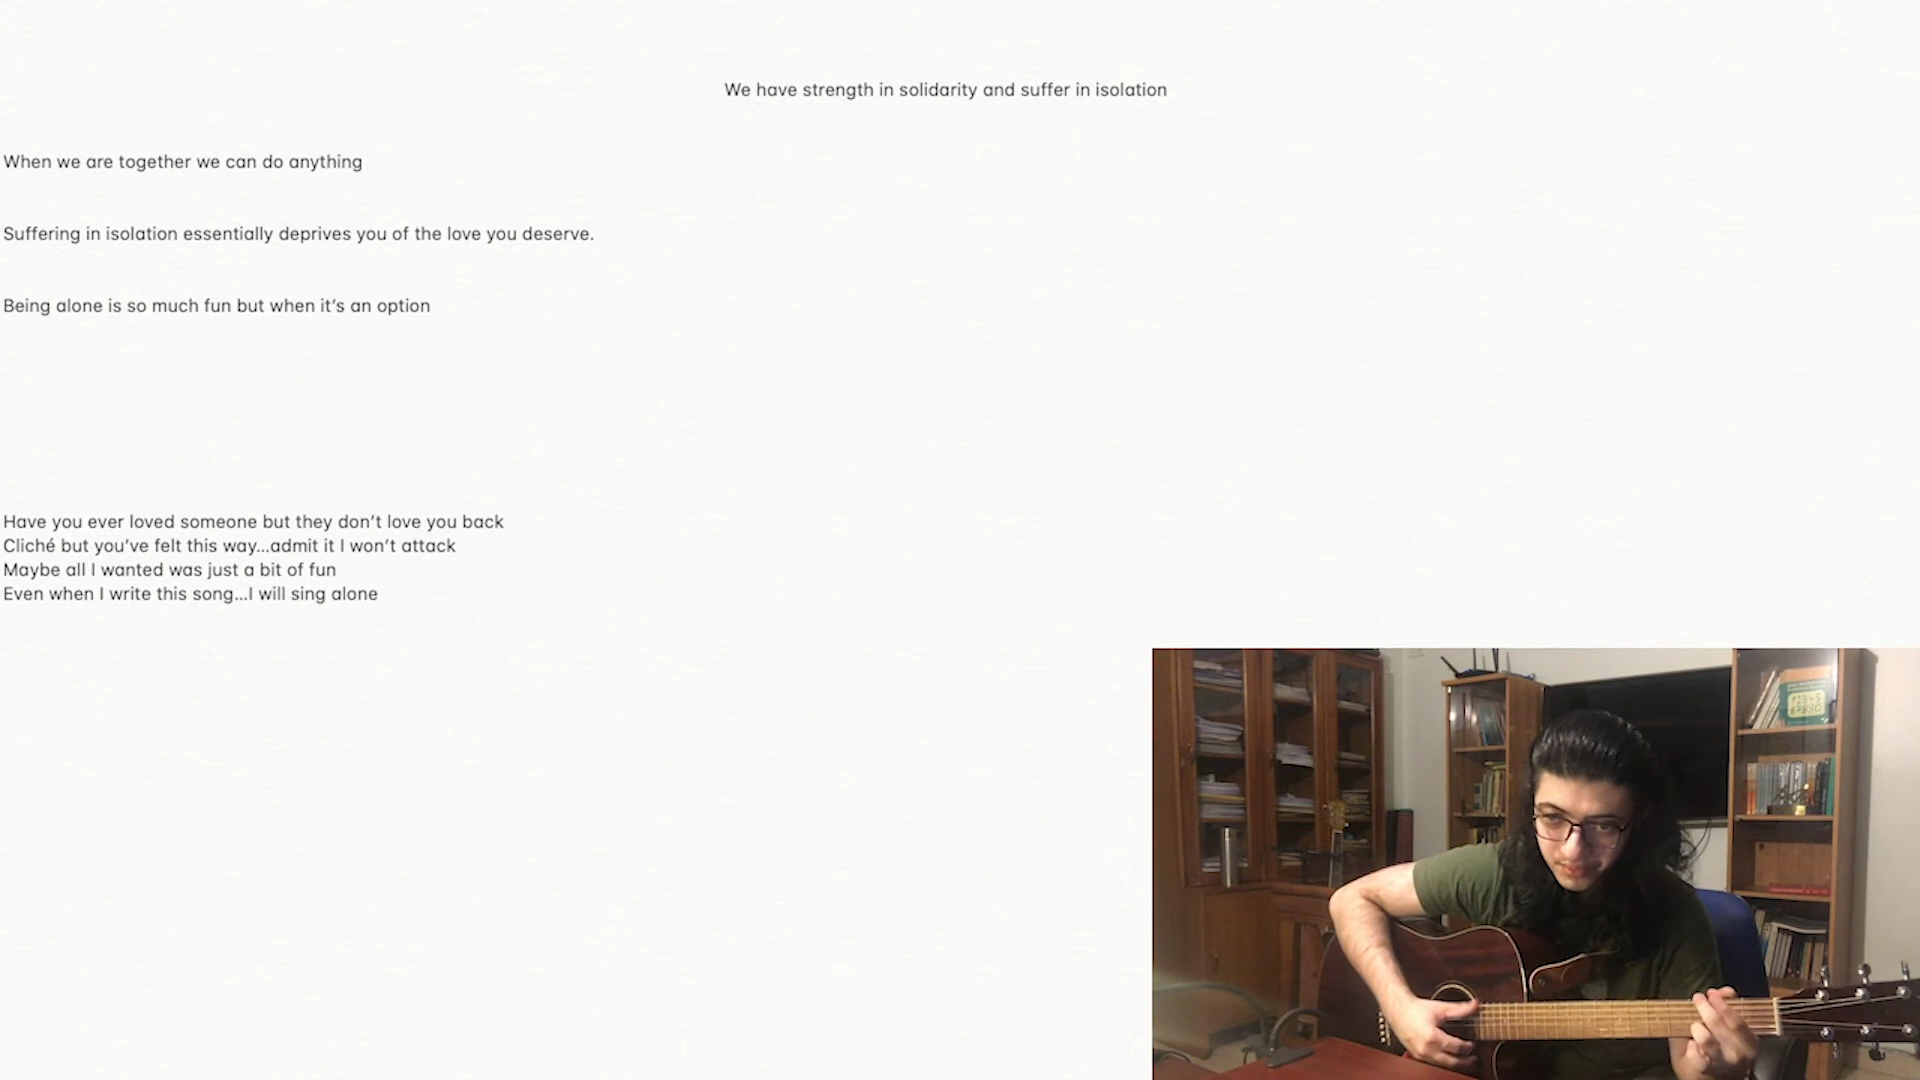 We have strength in solidarity and suffer in isolation
When we are together we can do anything
Suffering in isolation essentially deprives you of the love you deserve.
Being alone is so much fun but when it's an option
Have you ever loved someone but they don't love you back
Cliché but you've felt this way...admit it I won't attack
Maybe all I wanted was just a bit of fun
Even when I write this song...I will sing alone